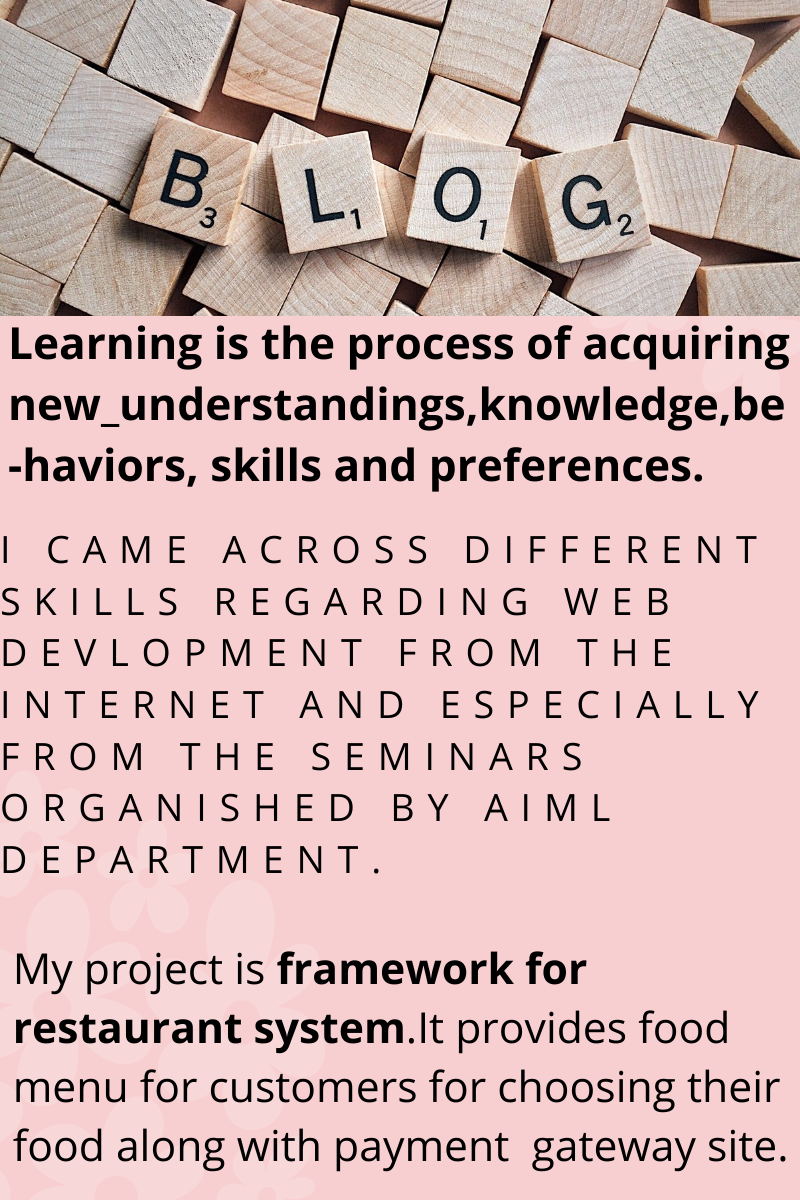 B3 L1 O1 G2
Learning is the process of acquiring
new_understandings,knowledge,be
-haviors, skills and preferences.
I CAME ACROSS DIFFERENT
SKILLS REGARDING WEB
DEVLOPMENT FROM THE
INTERNET AND ESPECIALLY
FROM THE SEMINARS
ORGANISHED BY AIML
DEPARTMENT.
My project is framework for
restaurant system.It provides food
menu for customers for choosing their
food along with payment  gateway site.